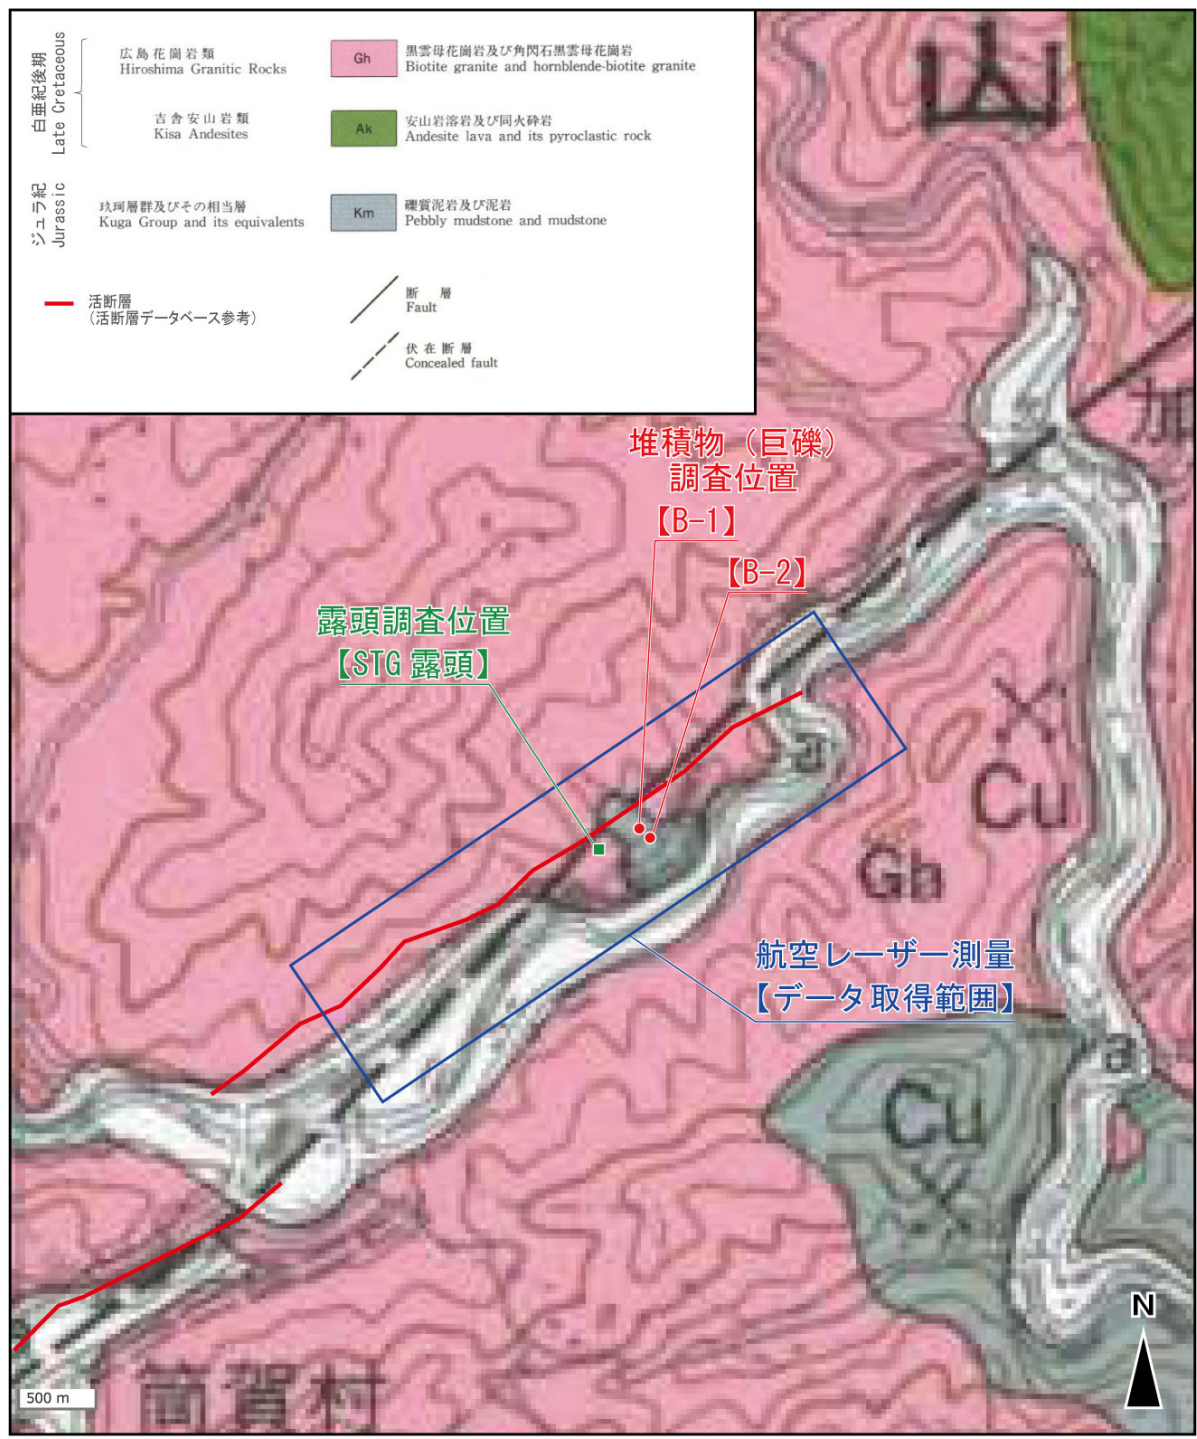 白亜紀後期
Late Cretaceous
広島花崗岩類
Hiroshima Granitic Rocks
Gh
黒雲母花崗岩及び角閃石黒雲母花崗岩
Biotite granite and hornblende-biotite granite
吉舎安山岩類
Kisa Andesites
Ak
安山岩溶岩及び同火砕岩
Andesite lava and its pyroclastic rock
ジュラ紀
Jurassic
玖珂層群及びその相当層
Kuga Group and its equivalents
Km
礫質泥岩及び泥岩
Pebbly mudstone and mudstone
活断層
（活断層データベース参考）
断層
Fault
伏在断層
Concealed fault
山
加
堆積物（巨礫）
調査位置
【B-1】
【B-2】
露頭調査位置
【STG 露頭】
Cu
a
Gh
航空レーザー測量
【データ取得範囲】
a
Cu
N
筒賀村
500 m